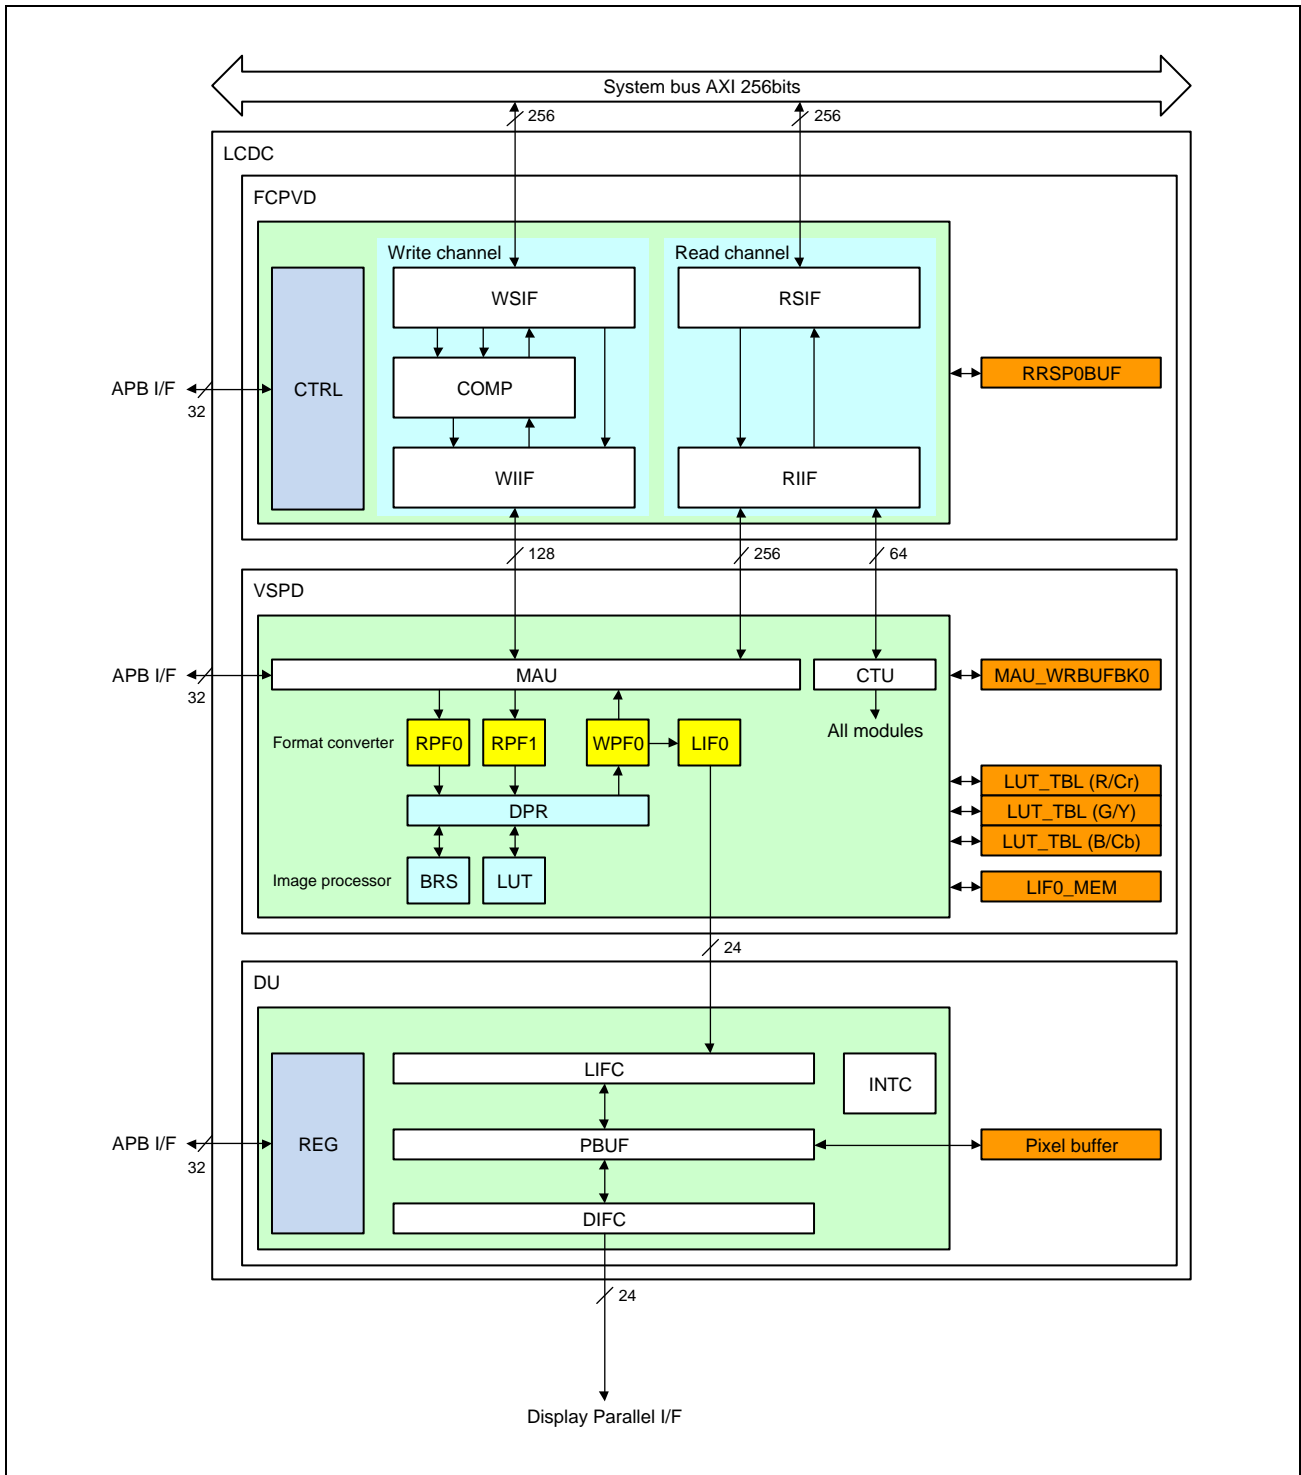 System bus AXI 256bits
256
256
LCDC
FCPVD
Write channel
Read channel
WSIF
RSIF
COMP
CTRL
APB I/F
32
RRSP0BUF
WIIF
RIIF
128
256
64
VSPD
APB I/F
32
MAU
CTU
MAU_WRBUFBK0
All modules
Format converter
RPF0
RPF1
WPF0
LIF0
LUT_TBL (R/Cr)
DPR
LUT_TBL (G/Y)
LUT_TBL (B/Cb)
Image processor
BRS
LUT
LIF0_MEM
24
DU
LIFC
INTC
APB I/F
32
REG
PBUF
Pixel buffer
DIFC
24
Display Parallel I/F